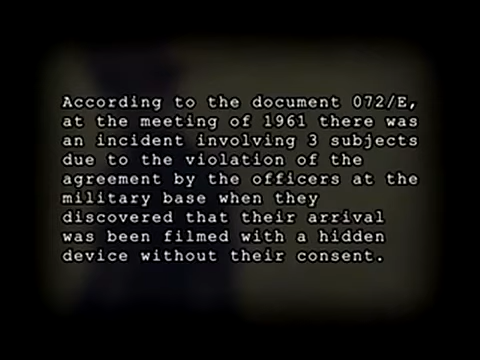 According to the document 072/E,
at the meeting of 1961 there was
an incident involving 3 subjects
due to the violation of the
agreement by the officers at the
military base when they
discovered that their arrival
was been filmed with a hidden
device without their consent.